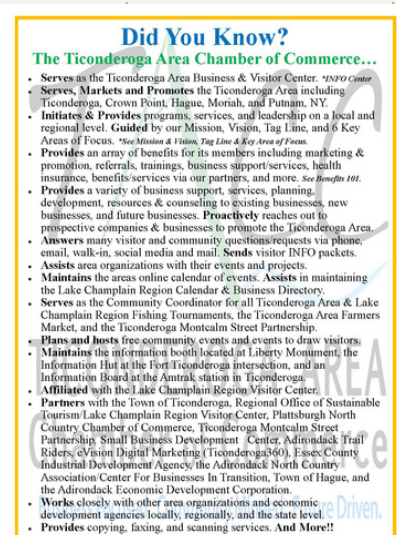 Did You Know?
The Ticonderoga Area Chamber of Commerce…
• Serves as the Ticonderoga Area Business & Visitor Center. *INFO Center
• Serves, Markets and Promotes the Ticonderoga Area including
Ticonderoga, Crown Point, Hague, Moriah, and Putnam, NY.
• Initiates & Provides programs, services, and leadership on a local and
regional level. Guided by our Mission, Vision, Tag Line, and 6 Key
Areas of Focus. *See Mission & Vision, Tag Line & Key Area of Focus.
• Provides an array of benefits for its members including marketing &
promotion, referrals, trainings, business support/services, health
insurance, benefits/services via our partners, and more. See Benefits 101.
• Provides a variety of business support, services, planning,
development, resources & counseling to existing businesses, new
businesses, and future businesses. Proactively reaches out to
prospective companies & businesses to promote the Ticonderoga Area.
• Answers many visitor and community questions/requests via phone,
email, walk-in, social media and mail. Sends visitor INFO packets.
• Assists area organizations with their events and projects.
• Maintains the areas online calendar of events. Assists in maintaining
the Lake Champlain Region Calendar & Business Directory.
• Serves as the Community Coordinator for all Ticonderoga Area & Lake
Champlain Region Fishing Tournaments, the Ticonderoga Area Farmers
Market, and the Ticonderoga Montcalm Street Partnership.
• Plans and hosts free community events and events to draw visitors.
• Maintains the information booth located at Liberty Monument, the
Information Hut at the Fort Ticonderoga intersection, and an
Information Board at the Amtrak station in Ticonderoga.
• Affiliated with the Lake Champlain Region Visitor Center.
• Partners with the Town of Ticonderoga, Regional Office of Sustainable
Tourism/Lake Champlain Region Visitor Center, Plattsburgh North
Country Chamber of Commerce, Ticonderoga Montcalm Street
Partnership, Small Business Development Center, Adirondack Trail
Riders, eVision Digital Marketing (Ticonderoga360), Essex County
Industrial Development Agency, the Adirondack North Country
Association/Center For Businesses In Transition, Town of Hague, and
the Adirondack Economic Development Corporation.
• Works closely with other area organizations and economic
development agencies locally, regionally, and the state level.
• Provides copying, faxing, and scanning services. And More!!